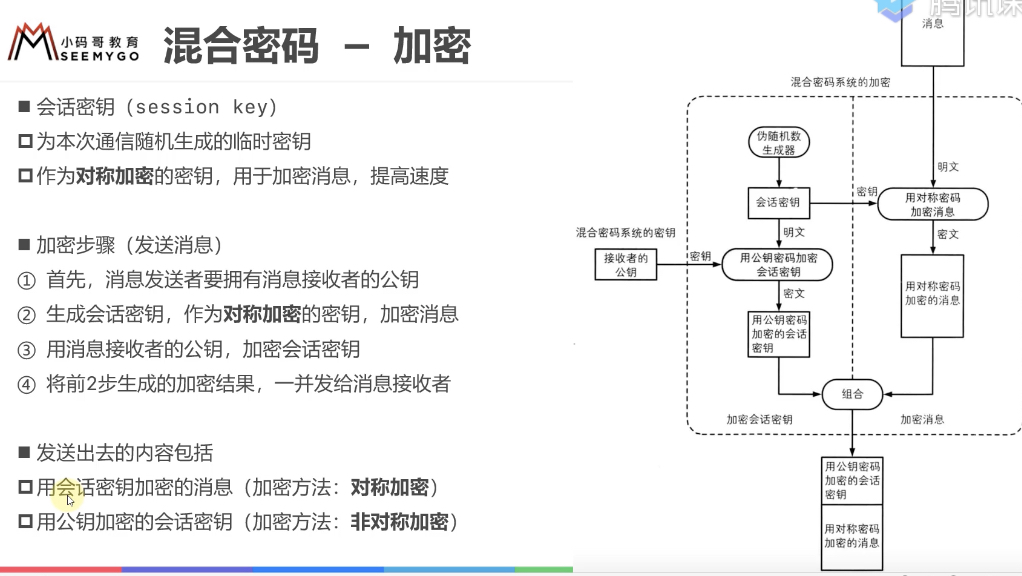 小码哥教育
SEEMYGO
混合密码 – 加密
■ 会话密钥（session key）
为本次通信随机生成的临时密钥
作为对称加密的密钥，用于加密消息，提高速度
■ 加密步骤（发送消息）
① 首先，消息发送者要拥有消息接收者的公钥
② 生成会话密钥，作为对称加密的密钥，加密消息
③ 用消息接收者的公钥，加密会话密钥
④ 将前2步生成的加密结果，一并发给消息接收者
■ 发送出去的内容包括
用会话密钥加密的消息（加密方法：对称加密）
用公钥加密的会话密钥（加密方法：非对称加密）
腾讯课
消息
混合密码系统的加密
伪随机数
生成器
明文
会话密钥
密钥
用对称密码
加密消息
明文
密文
混合密码系统的密钥
接收者的
公钥
密钥
用公钥密码加密
会话密钥
密文
用对称密码
加密的消息
用公钥密码
加密的会话
密钥
组合
加密会话密钥
加密消息
用公钥密码
加密的会话
密钥
用对称密码
加密的消息